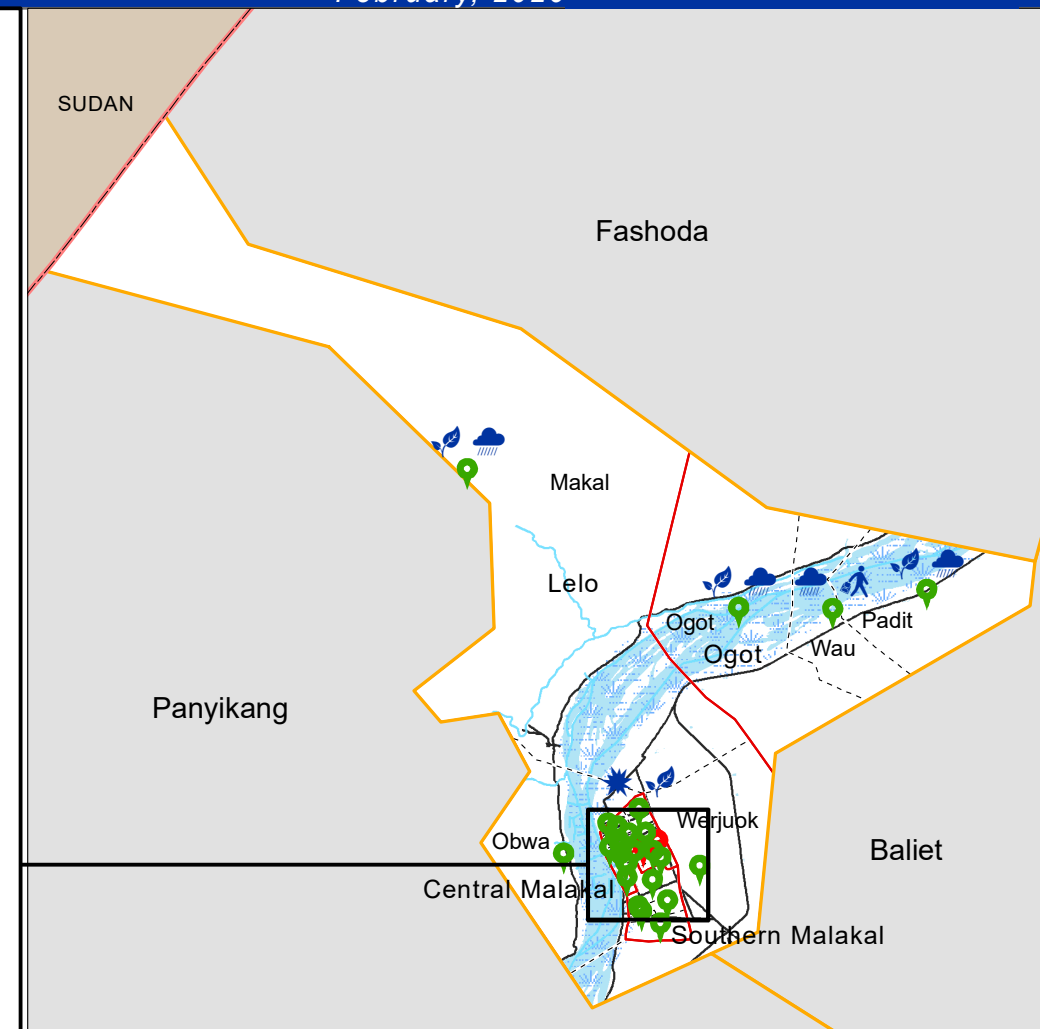 SUDAN
Fashoda
Makal
Lelo
Ogot
Padit
Wau
Ogot
Panyikang
Werjuok
Obwa
Baliet
Central Malakal
Southern Malakal